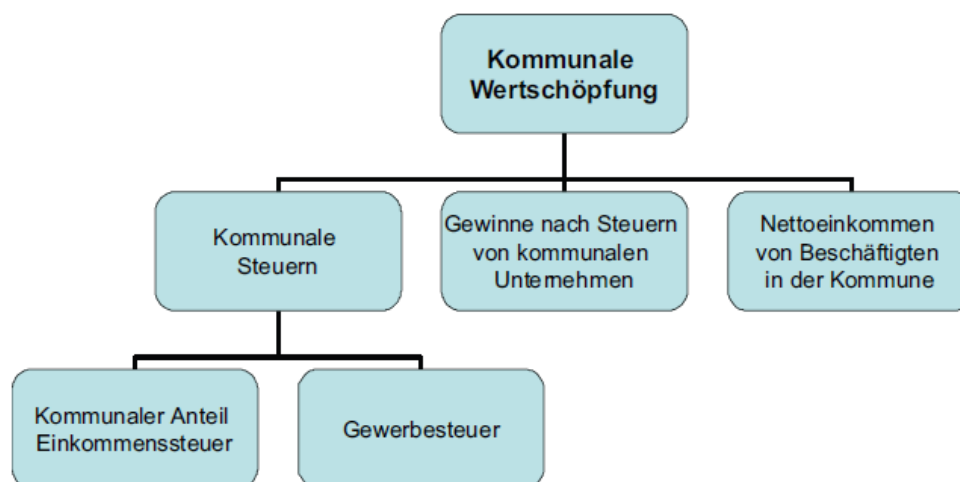 Kommunale
Wertschöpfung
Kommunale
Steuern
Gewinne nach Steuern
von kommunalen
Unternehmen
Nettoeinkommen
von Beschäftigten
in der Kommune
Kommunaler Anteil
Einkommenssteuer
Gewerbesteuer